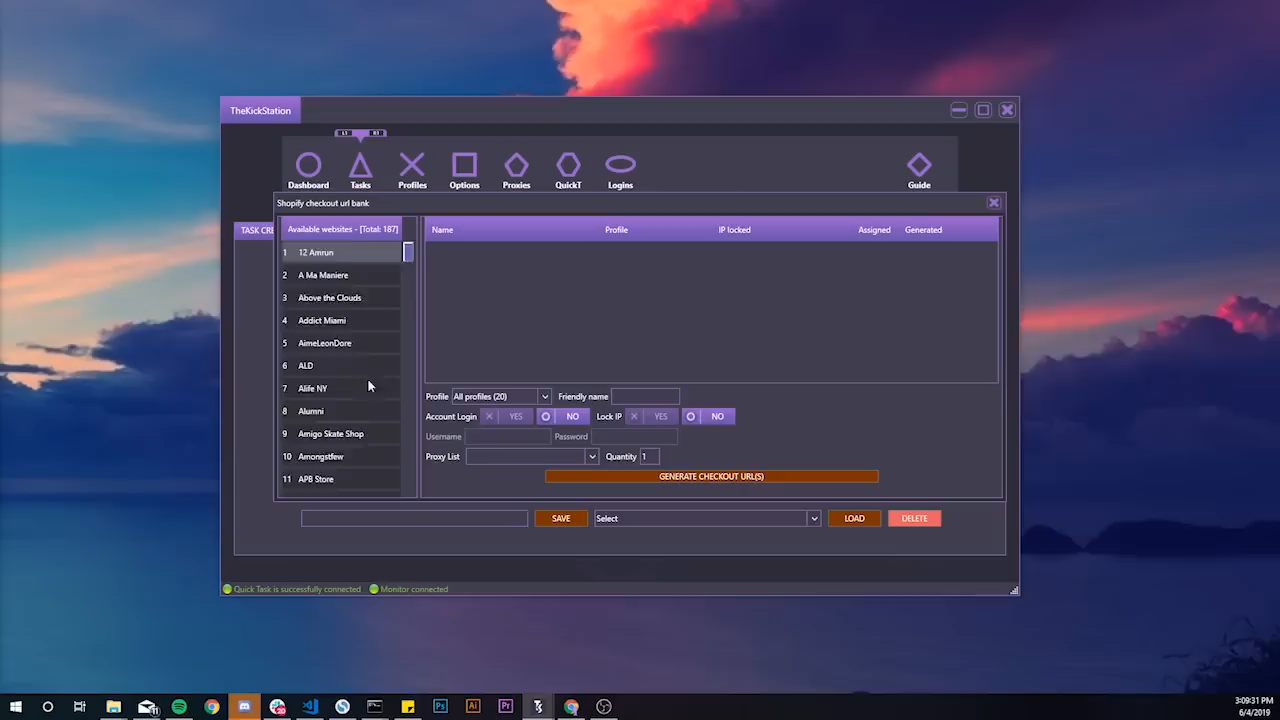 TheKickStation
L1 R1
Dashboard Tasks Profiles Options Proxies QuickT Logins Guide
Shopify checkout url bank
TASK CRE
Available websites - [Total: 187] Name Profile IP locked Assigned Generated
1 12 Amrun
2 A Ma Maniere
3 Above the Clouds
4 Addict Miami
5 AimeLeonDore
6 ALD
7 Alife NY
8 Alumni
9 Amigo Skate Shop
10 Amongstfew
11 APB Store
Profile All profiles (20) Friendly name
Account Login YES NO Lock IP YES NO
Username Password
Proxy List Quantity 1
GENERATE CHECKOUT URL(S)
SAVE Select LOAD DELETE
Quick Task is successfully connected Monitor connected
3:09:31 PM
6/4/2019